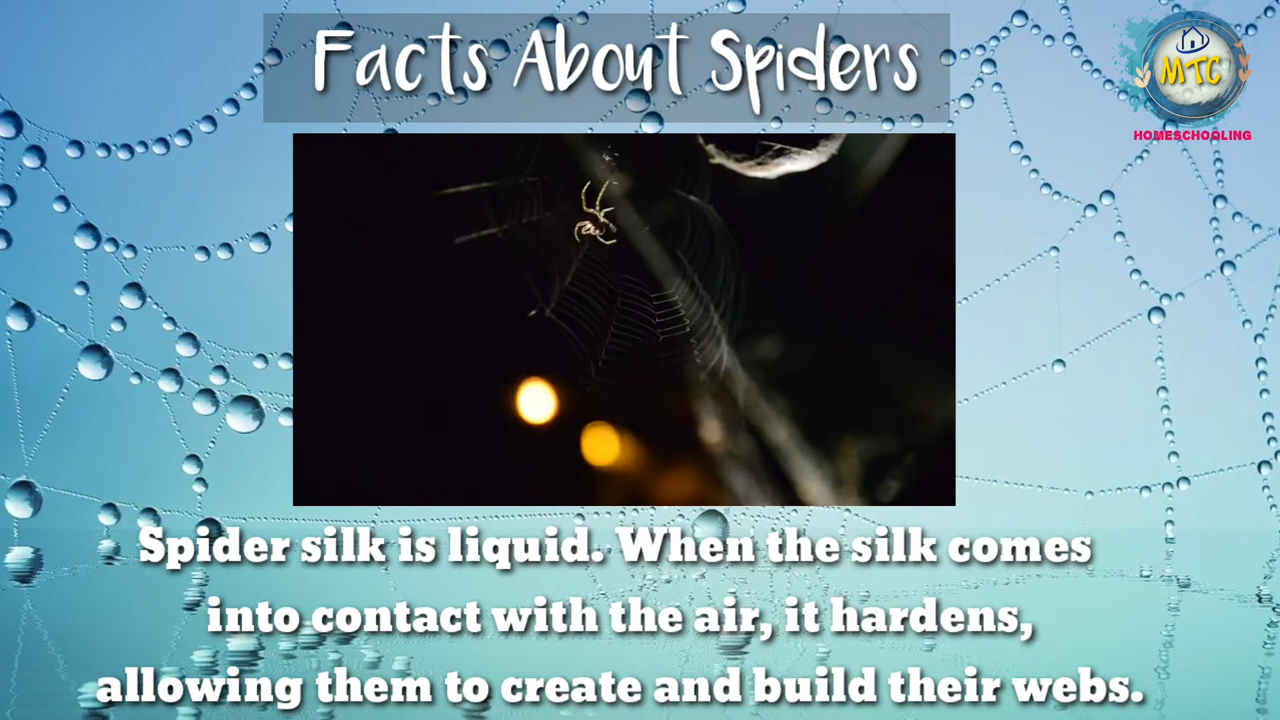 Facts About Spiders
MTC
HOMESCHOOLING
Spider silk is liquid. When the silk comes
into contact with the air, it hardens,
allowing them to create and build their webs.